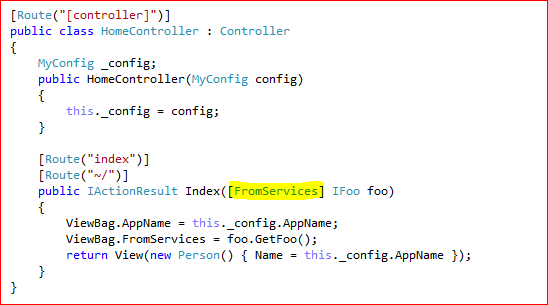 [Route("[controller]")]
public class HomeController : Controller
{
    MyConfig _config;
    public HomeController(MyConfig config)
    {
        this._config = config;
    }

    [Route("index")]
    [Route("~/")]
    public IActionResult Index([FromServices] IFoo foo)
    {
        ViewBag.AppName = this._config.AppName;
        ViewBag.FromServices = foo.GetFoo();
        return View(new Person() { Name = this._config.AppName });
    }
}